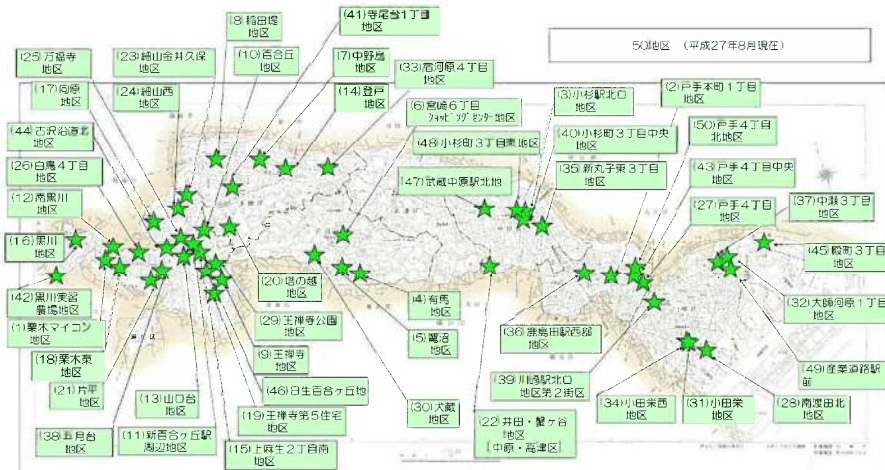 50地区 （平成27年8月現在）
(8)稲田堤
地区
(41)寺尾台1丁目
地区
(25)万福寺
地区
(23)細山金井久保
地区
(10)百合丘
地区
(7)中野島
地区
(33)宿河原4丁目
地区
(2)戸手本町1丁目
地区
(17)向原
地区
(24)細山西
地区
(14)登戸
地区
(6)宮崎6丁目
ショッピングセンター地区
(3)小杉駅北口
地区
(50)戸手4丁目
北地区
(44)古沢沿道北
地区
(48)小杉町3丁目東地区
(40)小杉町3丁目中央
地区
(43)戸手4丁目中央
地区
(26)白鳥4丁目
地区
(47)武蔵中原駅北地
(35)新丸子東3丁目
地区
(27)戸手4丁目
地区
(37)中瀬3丁目
地区
(12)南黒川
地区
(16)黒川
地区
(45)殿町3丁目
地区
(42)黒川実習
農場地区
(20)塔の越
地区
(4)有馬
地区
(32)大師河原1丁目
地区
(1)栗木マイコン
地区
(29)王禅寺公園
地区
(5)鷺沼
地区
(36)鹿島田駅西部
地区
(18)栗木東
地区
(9)王禅寺
地区
(49)産業道路駅
前
(21)片平
地区
(13)山口台
地区
(46)日生百合ヶ丘地
(30)犬蔵
地区
(39)川崎駅北口
地区第2街区
(38)五月台
地区
(11)新百合ヶ丘駅
周辺地区
(19)王禅寺第5住宅
地区
(22)井田・蟹ヶ谷
地区
[中原・高津区]
(34)小田栄西
地区
(31)小田栄
地区
(28)南渡田北
地区
(15)上麻生2丁目南
地区